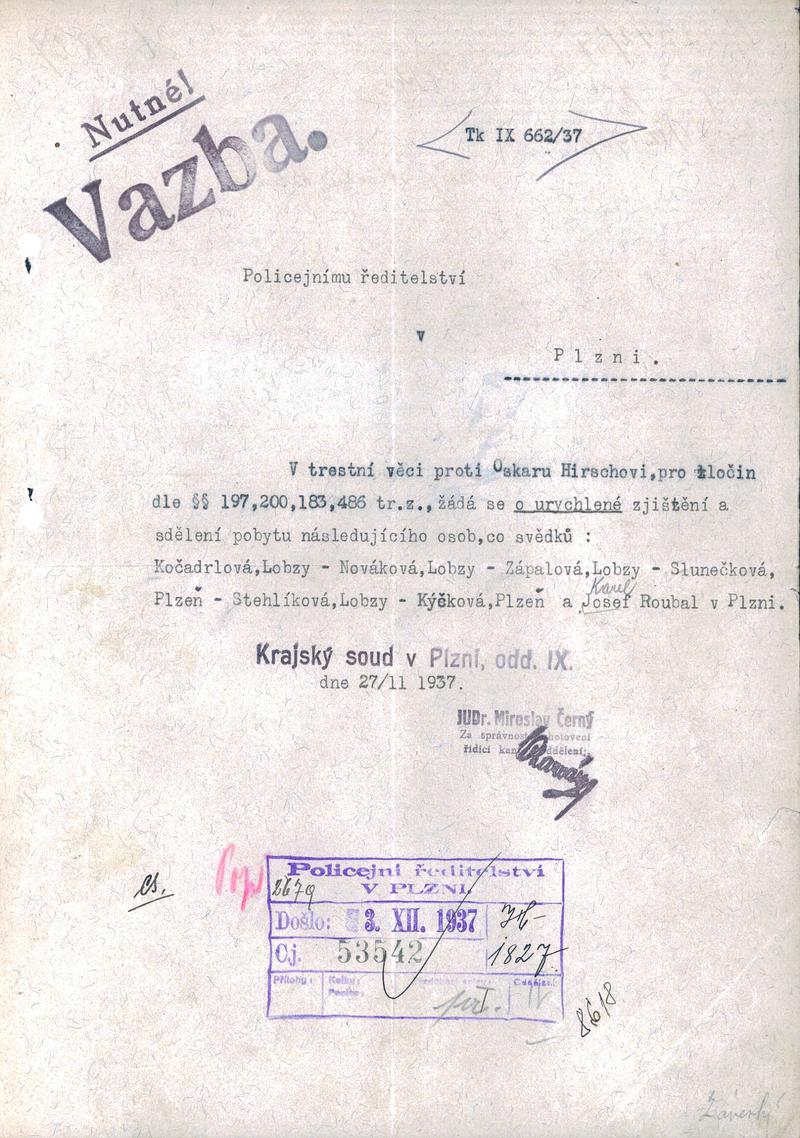 Nutné!
Vazba.
Tk IX 662/37
Policejnímu ředitelství
v
Plzni.
V trestní věci proti Oskaru Hirschovi,pro zločin
dle §§ 197,200,183,486 tr.z.,žádá se o urychlené zjištění a
sdělení pobytu následujícího osob,co svědků :
Kočadrlová,Lobzy - Nováková,Lobzy - Zápalová,Lobzy - Slunečková,
Karel
Plzeň - Stehlíková,Lobzy - Kýčková,Plzeň a Josef Roubal v Plzni.
Krajský soud v Plzni, odd. IX.
dne 27/11 1937.
JUDr. Miroslav Černý
Za správnost vyhotovení
řídící kanc. oddělení:
Policejní ředitelství
V PLZNI.
2679
Došlo: 3. XII. 1937
Čj. 53542 1827
Přílohy: Kolky:
8618